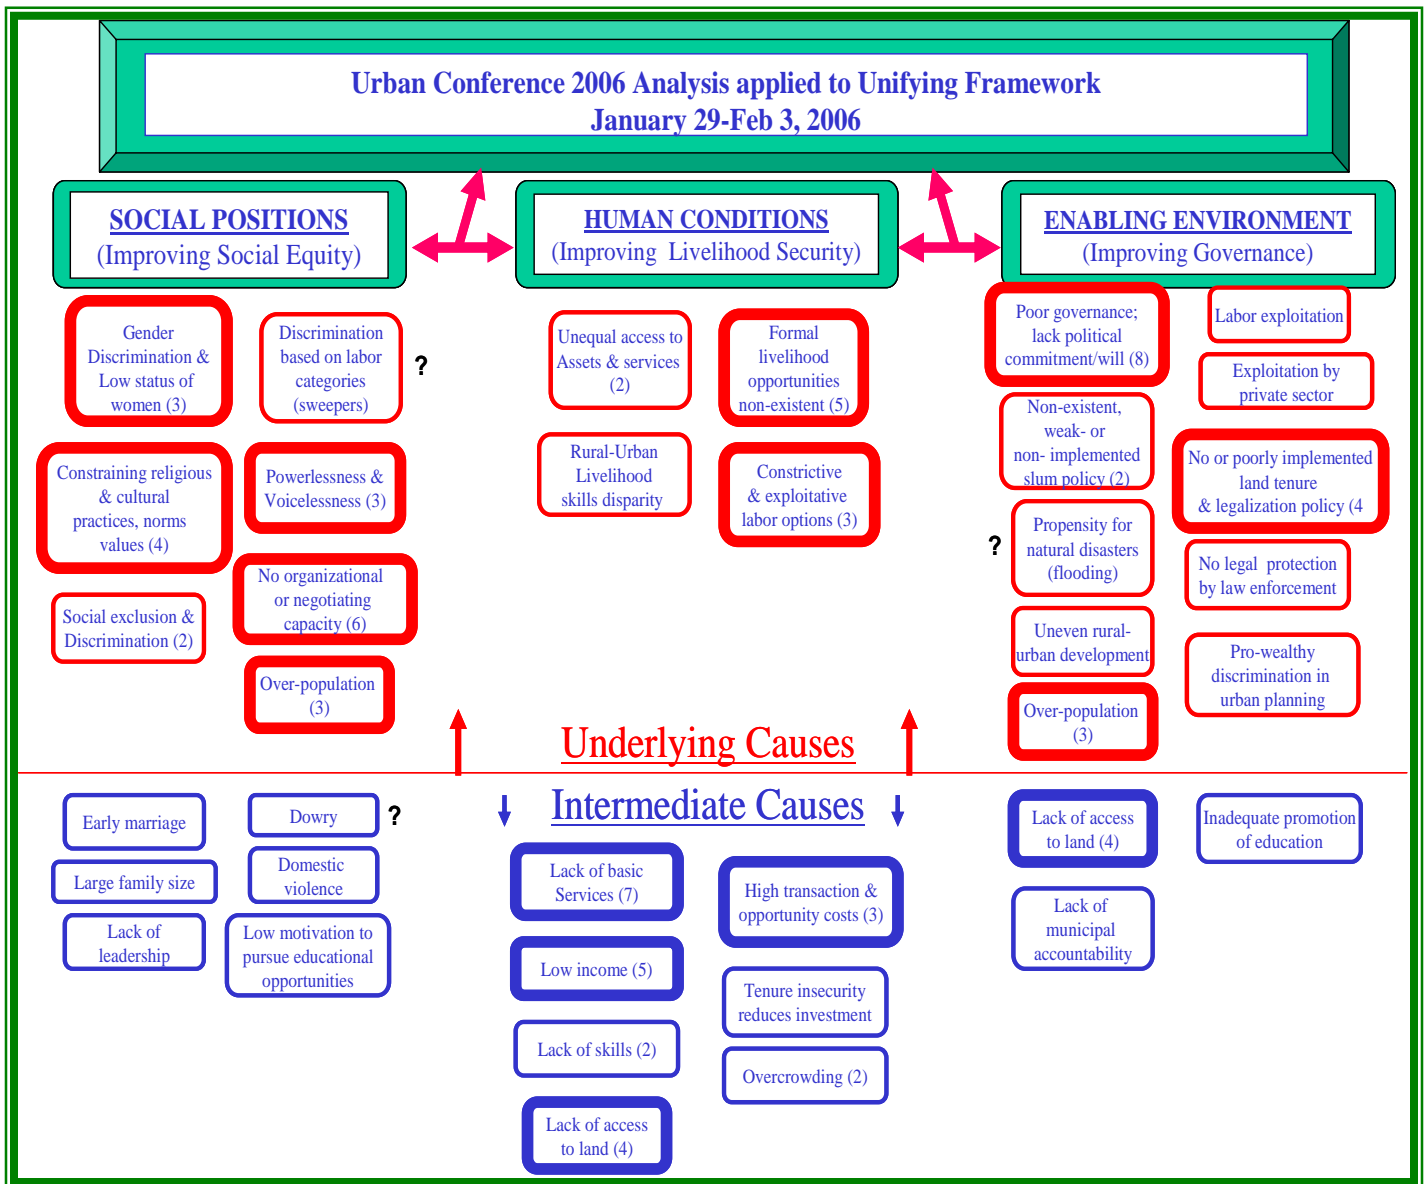 Urban Conference 2006 Analysis applied to Unifying Framework
January 29-Feb 3, 2006
SOCIAL POSITIONS
(Improving Social Equity)
HUMAN CONDITIONS
(Improving Livelihood Security)
ENABLING ENVIRONMENT
(Improving Governance)
Gender
Discrimination &
Low status of
women (3)
Discrimination
based on labor
categories
(sweepers)
?
Constraining religious
& cultural
practices, norms
values (4)
Powerlessness &
Voicelessness (3)
No organizational
or negotiating
capacity (6)
Social exclusion &
Discrimination (2)
Over-population
(3)
Unequal access to
Assets & services
(2)
Formal
livelihood
opportunities
non-existent (5)
Rural-Urban
Livelihood
skills disparity
Constrictive
& exploitative
labor options (3)
Poor governance;
lack political
commitment/will (8)
Labor exploitation
Exploitation by
private sector
Non-existent,
weak- or
non- implemented
slum policy (2)
No or poorly implemented
land tenure
& legalization policy (4
?
Propensity for
natural disasters
(flooding)
No legal protection
by law enforcement
Uneven rural-
urban development
Pro-wealthy
discrimination in
urban planning
Over-population
(3)
Underlying Causes
Intermediate Causes
Early marriage
Dowry
?
Large family size
Domestic
violence
Lack of
leadership
Low motivation to
pursue educational
opportunities
Lack of basic
Services (7)
High transaction &
opportunity costs (3)
Low income (5)
Tenure insecurity
reduces investment
Lack of skills (2)
Overcrowding (2)
Lack of access
to land (4)
Lack of access
to land (4)
Inadequate promotion
of education
Lack of
municipal
accountability